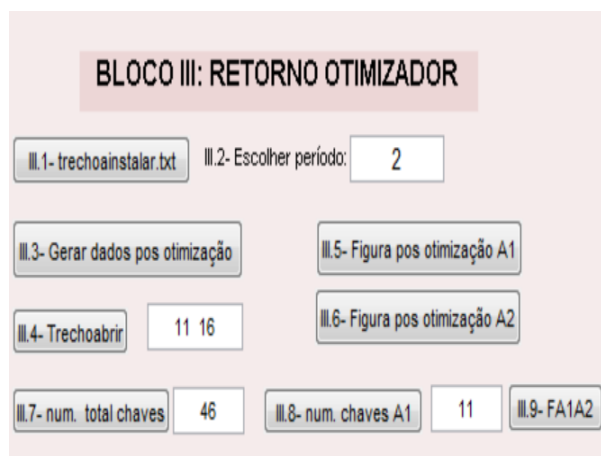 BLOCO III: RETORNO OTIMIZADOR
III.1- trechoainstalar.txt III.2- Escolher período: 2
III.3- Gerar dados pos otimização III.5- Figura pos otimização A1
III.4- Trechoabrir 11 16 III.6- Figura pos otimização A2
III.7- num. total chaves 46 III.8- num. chaves A1 11 III.9- FA1A2